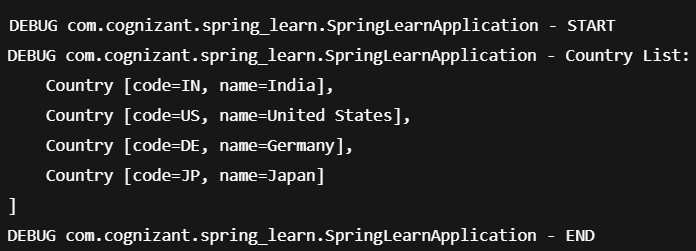 DEBUG com.cognizant.spring_learn.SpringLearnApplication - START
DEBUG com.cognizant.spring_learn.SpringLearnApplication - Country List:
    Country [code=IN, name=India],
    Country [code=US, name=United States],
    Country [code=DE, name=Germany],
    Country [code=JP, name=Japan]
]
DEBUG com.cognizant.spring_learn.SpringLearnApplication - END